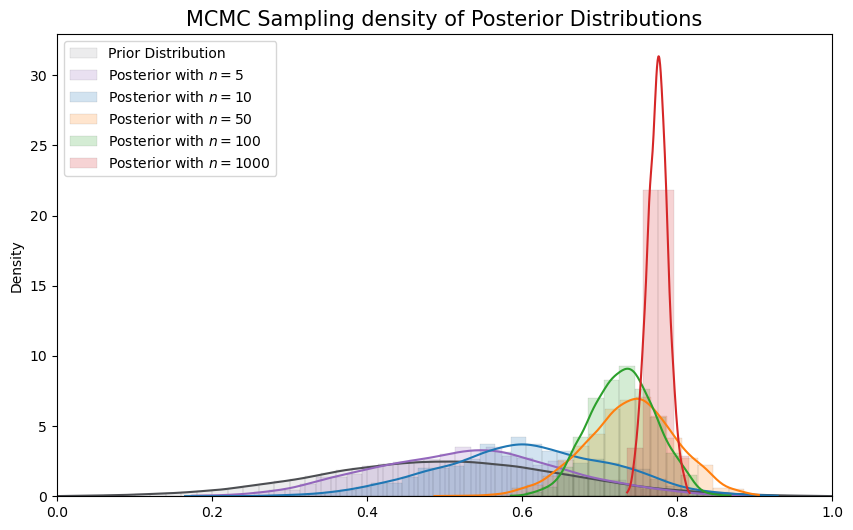 MCMC Sampling density of Posterior Distributions
Prior Distribution
Posterior with n = 5
Posterior with n = 10
Posterior with n = 50
Posterior with n = 100
Posterior with n = 1000
Density
30
25
20
15
10
5
0
0.0 0.2 0.4 0.6 0.8 1.0